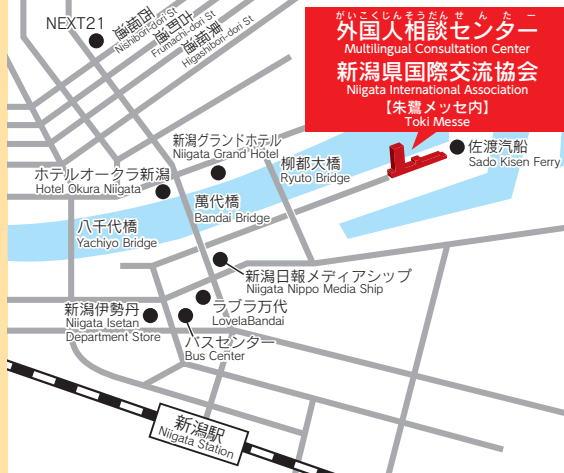 NEXT21
西堀通
Nishibori-dori St
古町通
Frumachi-dori St
東堀通
Higashibori-dori St
がいこくじんそうだんせんたー
外国人相談センター
Multilingual Consultation Center
新潟県国際交流協会
Niigata International Association
【朱鷺メッセ内】
Toki Messe
佐渡汽船
Sado Kisen Ferry
新潟グランドホテル
Niigata Grand Hotel
柳都大橋
Ryuto Bridge
ホテルオークラ新潟
Hotel Okura Niigata
萬代橋
Bandai Bridge
八千代橋
Yachiyo Bridge
新潟日報メディアシップ
Niigata Nippo Media Ship
ラブラ万代
LovelaBandai
新潟伊勢丹
Niigata Isetan
Department Store
バスセンター
Bus Center
新潟駅
Niigata Station